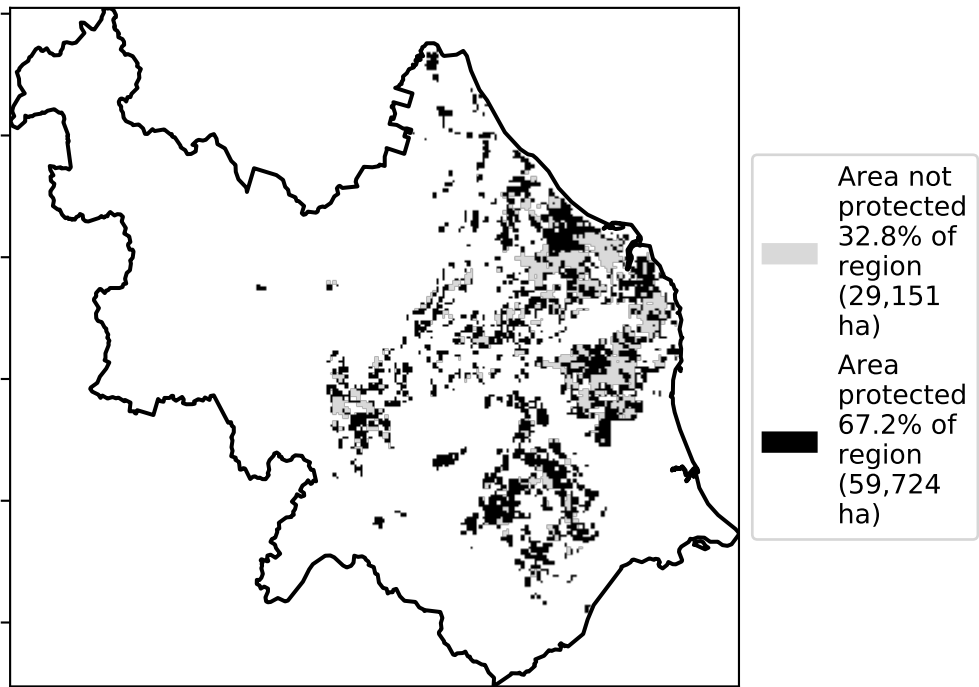 Area not
protected
32.8% of
region
(29,151
ha)
Area
protected
67.2% of
region
(59,724
ha)